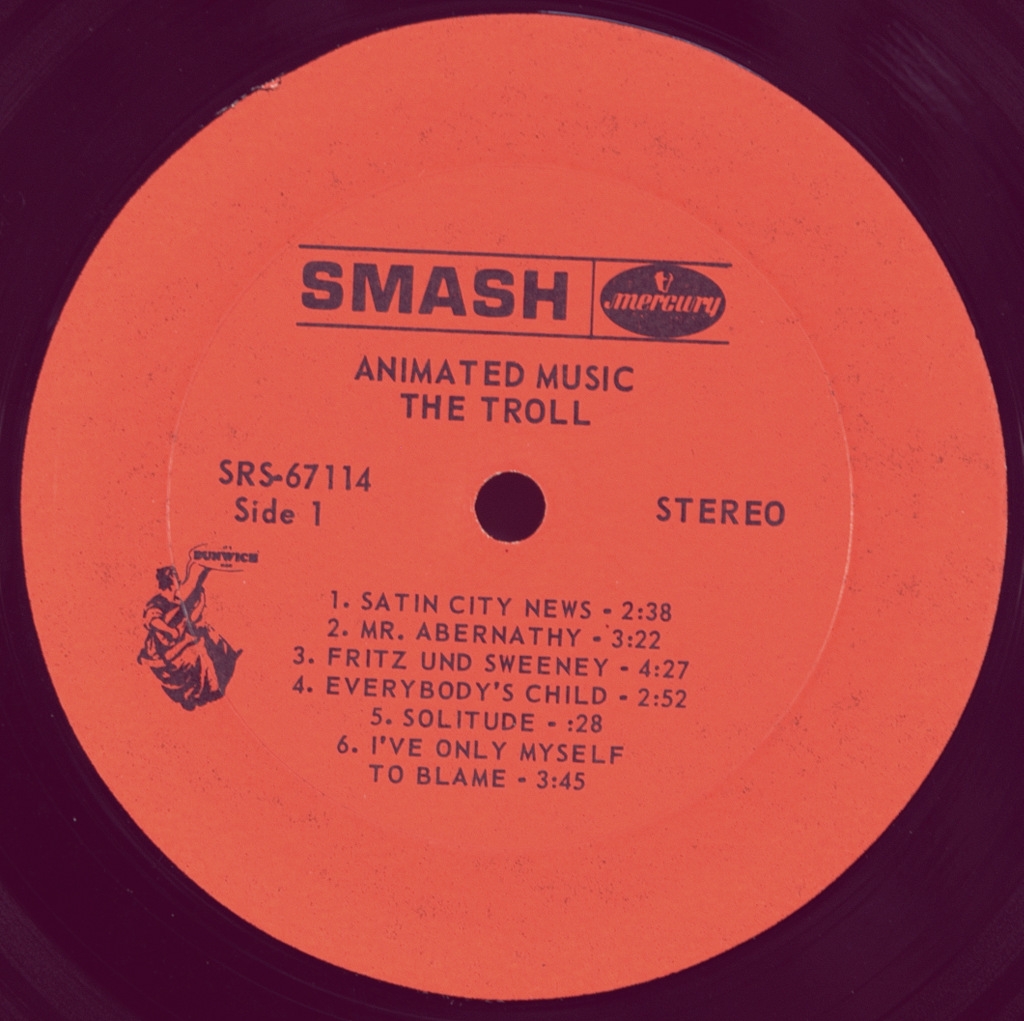 SMASH mercury
ANIMATED MUSIC
THE TROLL
SRS-67114
Side 1
STEREO
DUNWICH
1. SATIN CITY NEWS - 2:38
2. MR. ABERNATHY - 3:22
3. FRITZ UND SWEENEY - 4:27
4. EVERYBODY'S CHILD - 2:52
5. SOLITUDE - :28
6. I'VE ONLY MYSELF
TO BLAME - 3:45